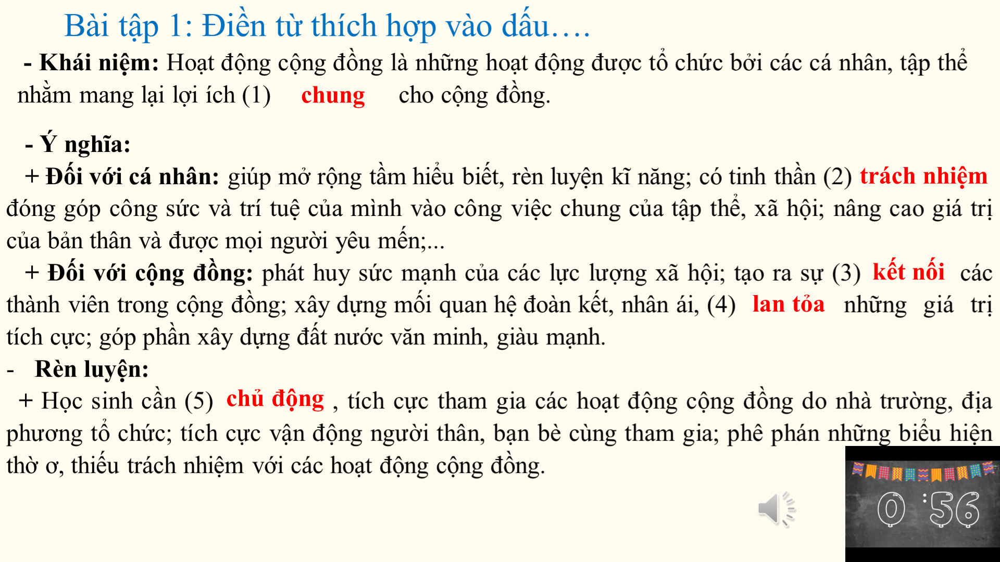 Bài tập 1: Điền từ thích hợp vào dấu….
- Khái niệm: Hoạt động cộng đồng là những hoạt động được tổ chức bởi các cá nhân, tập thể
nhằm mang lại lợi ích (1) chung cho cộng đồng.
- Ý nghĩa:
+ Đối với cá nhân: giúp mở rộng tầm hiểu biết, rèn luyện kĩ năng; có tinh thần (2) trách nhiệm
đóng góp công sức và trí tuệ của mình vào công việc chung của tập thể, xã hội; nâng cao giá trị
của bản thân và được mọi người yêu mến;...
+ Đối với cộng đồng: phát huy sức mạnh của các lực lượng xã hội; tạo ra sự (3) kết nối các
thành viên trong cộng đồng; xây dựng mối quan hệ đoàn kết, nhân ái, (4) lan tỏa những giá trị
tích cực; góp phần xây dựng đất nước văn minh, giàu mạnh.
- Rèn luyện:
+ Học sinh cần (5) chủ động , tích cực tham gia các hoạt động cộng đồng do nhà trường, địa
phương tổ chức; tích cực vận động người thân, bạn bè cùng tham gia; phê phán những biểu hiện
thờ ơ, thiếu trách nhiệm với các hoạt động cộng đồng.
0 :56